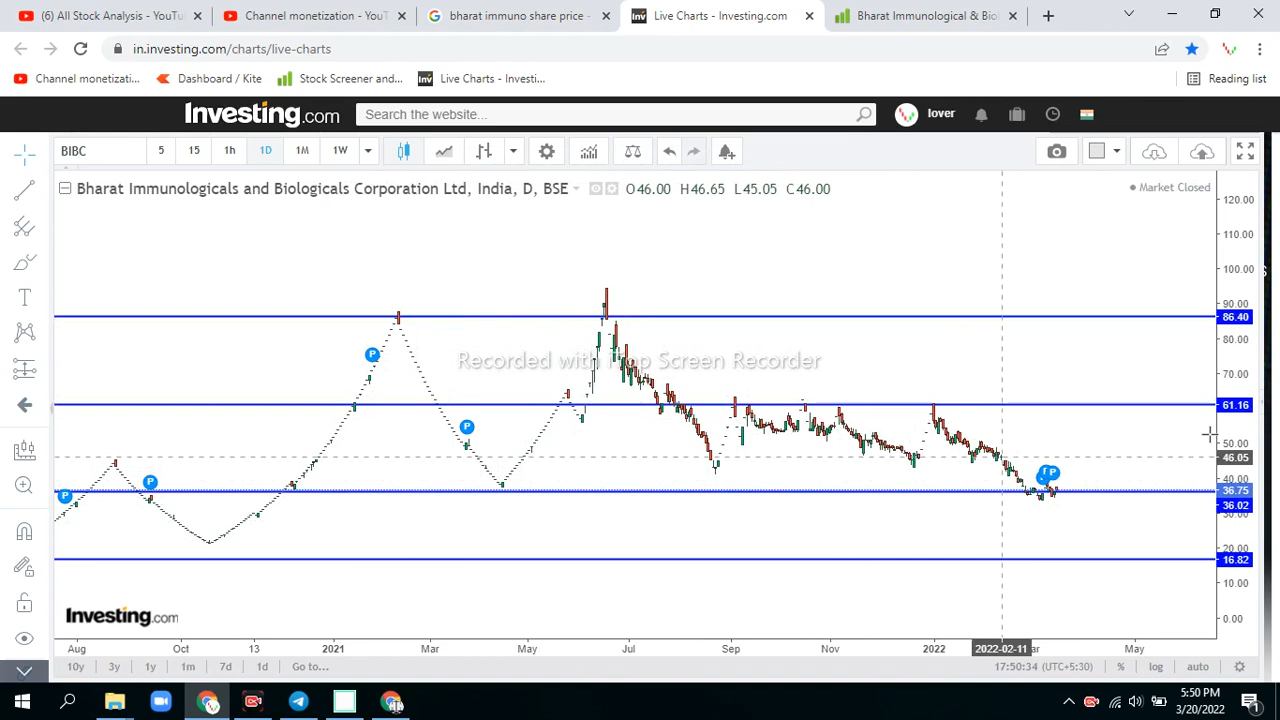 (6) All Stock Analysis - YouTu
Channel monetization - YouT
bharat immuno share price -
Live Charts - Investing.com
Bharat Immunological & Biol
in.investing.com/charts/live-charts
Channel monetizati...
Dashboard / Kite
Stock Screener and...
Live Charts - Investi...
Reading list
Investing.com
Search the website...
lover
BIBC
5
15
1h
1D
1M
1W
Bharat Immunologicals and Biologicals Corporation Ltd, India, D, BSE
O46.00 H46.65 L45.05 C46.00
Market Closed
120.00
110.00
100.00
90.00
86.40
80.00
70.00
61.16
50.00
46.05
40.00
36.75
36.02
30.00
20.00
16.82
10.00
0.00
P
P
P
P
P
Recorded with iTop Screen Recorder
Investing.com
Aug
Oct
13
2021
Mar
May
Jul
Sep
Nov
2022
2022-02-11
May
10y
3y
1y
1m
7d
1d
Go to...
17:50:34 (UTC+5:30)
%
log
auto
5:50 PM
3/20/2022